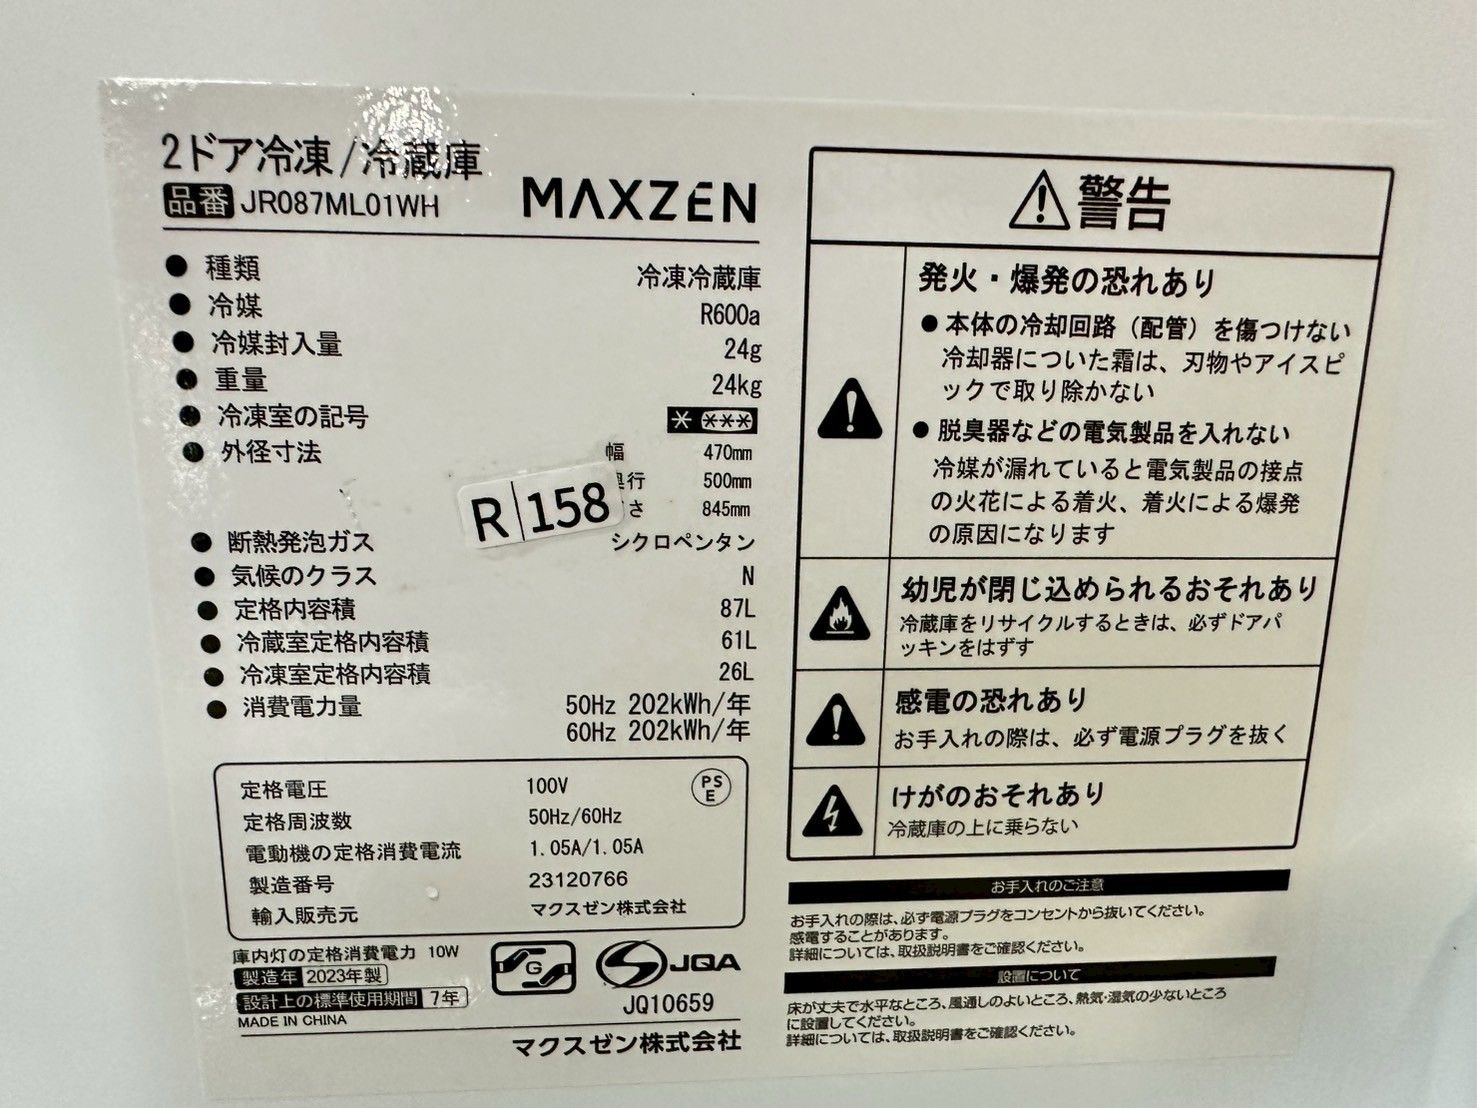 2ドア冷凍/冷蔵庫
品番 JR087ML01WH
MAXZEN
● 種類 冷凍冷蔵庫
● 冷媒 R600a
● 冷媒封入量 24g
● 重量 24kg
● 冷凍室の記号 * ***
● 外径寸法 幅 470mm
行 500mm
さ 845mm
R|158
● 断熱発泡ガス シクロペンタン
● 気候のクラス N
● 定格内容積 87L
● 冷蔵室定格内容積 61L
● 冷凍室定格内容積 26L
● 消費電力量 50Hz 202kWh/年
60Hz 202kWh/年
定格電圧 100V
PS
E
定格周波数 50Hz/60Hz
電動機の定格消費電流 1.05A/1.05A
製造番号 23120766
輸入販売元 マクスゼン株式会社
庫内灯の定格消費電力 10W
製造年 2023年製
設計上の標準使用期間 7年
MADE IN CHINA
G
S JQA
JQ10659
マクスゼン株式会社
警告
発火・爆発の恐れあり
● 本体の冷却回路（配管）を傷つけない
冷却器についた霜は、刃物やアイスピ
ックで取り除かない
● 脱臭器などの電気製品を入れない
冷媒が漏れていると電気製品の接点
の火花による着火、着火による爆発
の原因になります
幼児が閉じ込められるおそれあり
冷蔵庫をリサイクルするときは、必ずドアパ
ッキンをはずす
感電の恐れあり
お手入れの際は、必ず電源プラグを抜く
けがのおそれあり
冷蔵庫の上に乗らない
お手入れのご注意
お手入れの際は、必ず電源プラグをコンセントから抜いてください。
感電することがあります。
詳細については、取扱説明書をご確認ください。
設置について
床が丈夫で水平なところ、風通しのよいところ、熱気・湿気の少ないところ
に設置してください。
詳細については、取扱説明書をご確認ください。